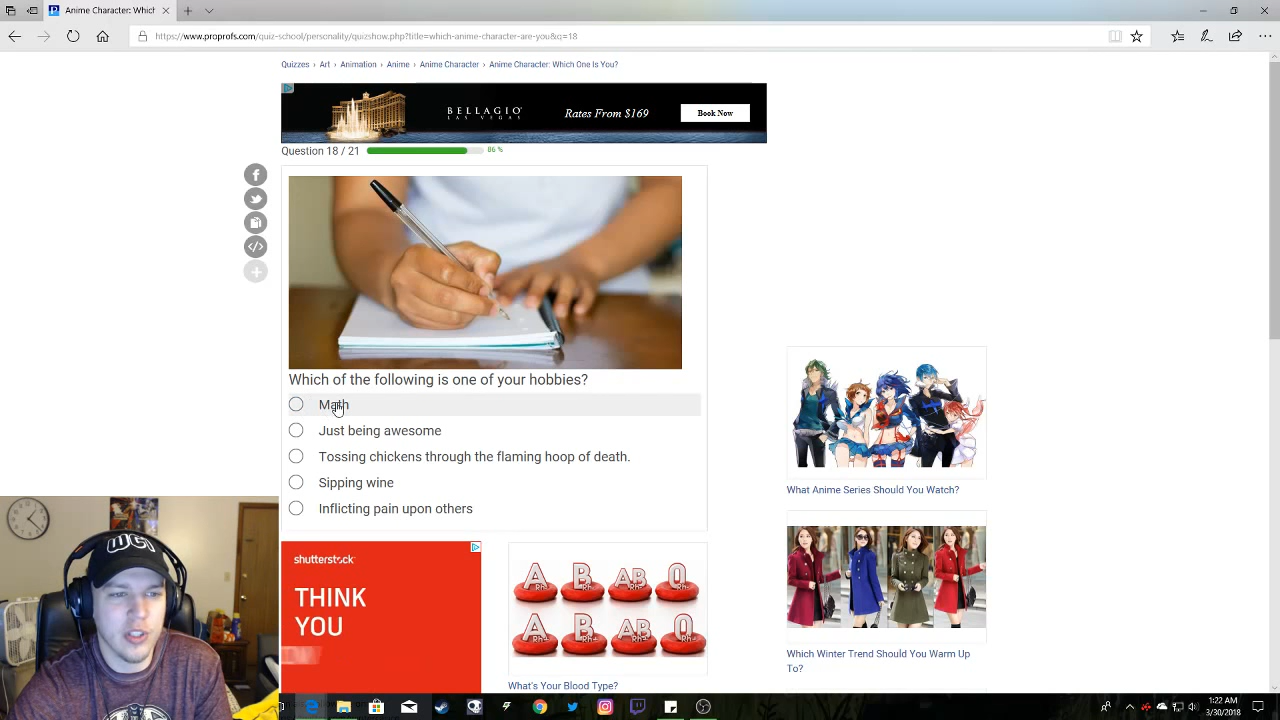 Anime Character: Which
https://www.proprofs.com/quiz-school/personality/quizshow.php?title=which-anime-character-are-you&q=18
Quizzes › Art › Animation › Anime › Anime Character › Anime Character: Which One Is You?
BELLAGIO
LAS VEGAS
Rates From $169
Book Now
Question 18 / 21
86 %
Which of the following is one of your hobbies?
Math
Just being awesome
Tossing chickens through the flaming hoop of death.
Sipping wine
Inflicting pain upon others
What Anime Series Should You Watch?
shutterstock
THINK
YOU
A B AB O
Rh+ Rh+
A B AB O
What's Your Blood Type?
Which Winter Trend Should You Warm Up
To?
1:22 AM
3/30/2018